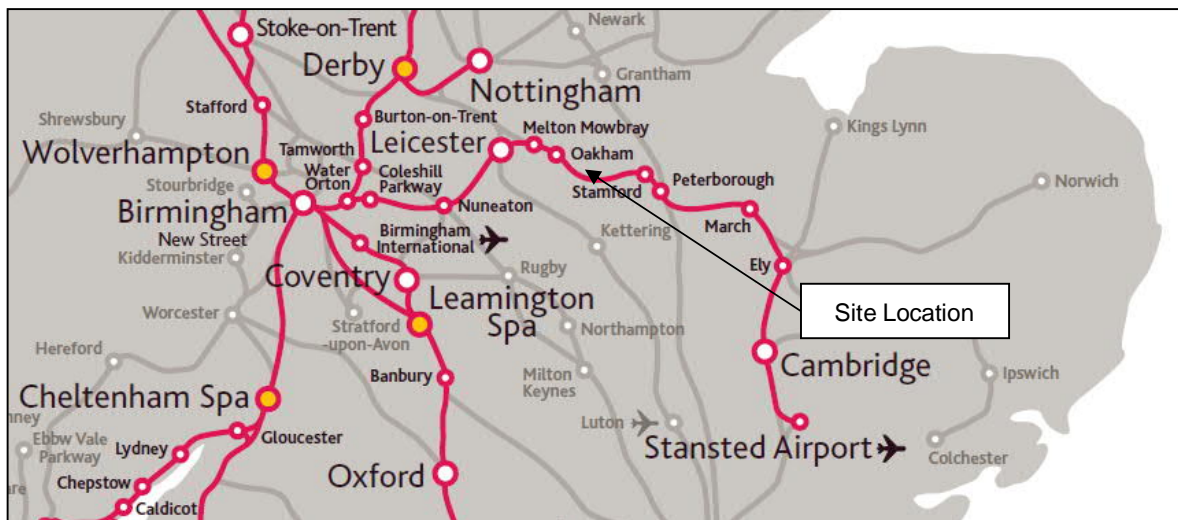 Stoke-on-Trent
Newark
Derby
Grantham
Nottingham
Stafford
Burton-on-Trent
Shrewsbury
Kings Lynn
Melton Mowbray
Leicester
Wolverhampton
Tamworth
Oakham
Water
Orton
Coleshill
Parkway
Stourbridge
Stamford
Peterborough
Norwich
Birmingham
New Street
Nuneaton
March
Birmingham
International
Kettering
Kidderminster
Ely
Coventry
Rugby
Worcester
Leamington
Spa
Site Location
Stratford
-upon-Avon
Northampton
Hereford
Cambridge
Banbury
Milton
Keynes
Ipswich
Cheltenham Spa
nney
Luton
Gloucester
Ebbw Vale
Parkway
Lydney
Stansted Airport
Colchester
Oxford
Chepstow
are
Caldicot